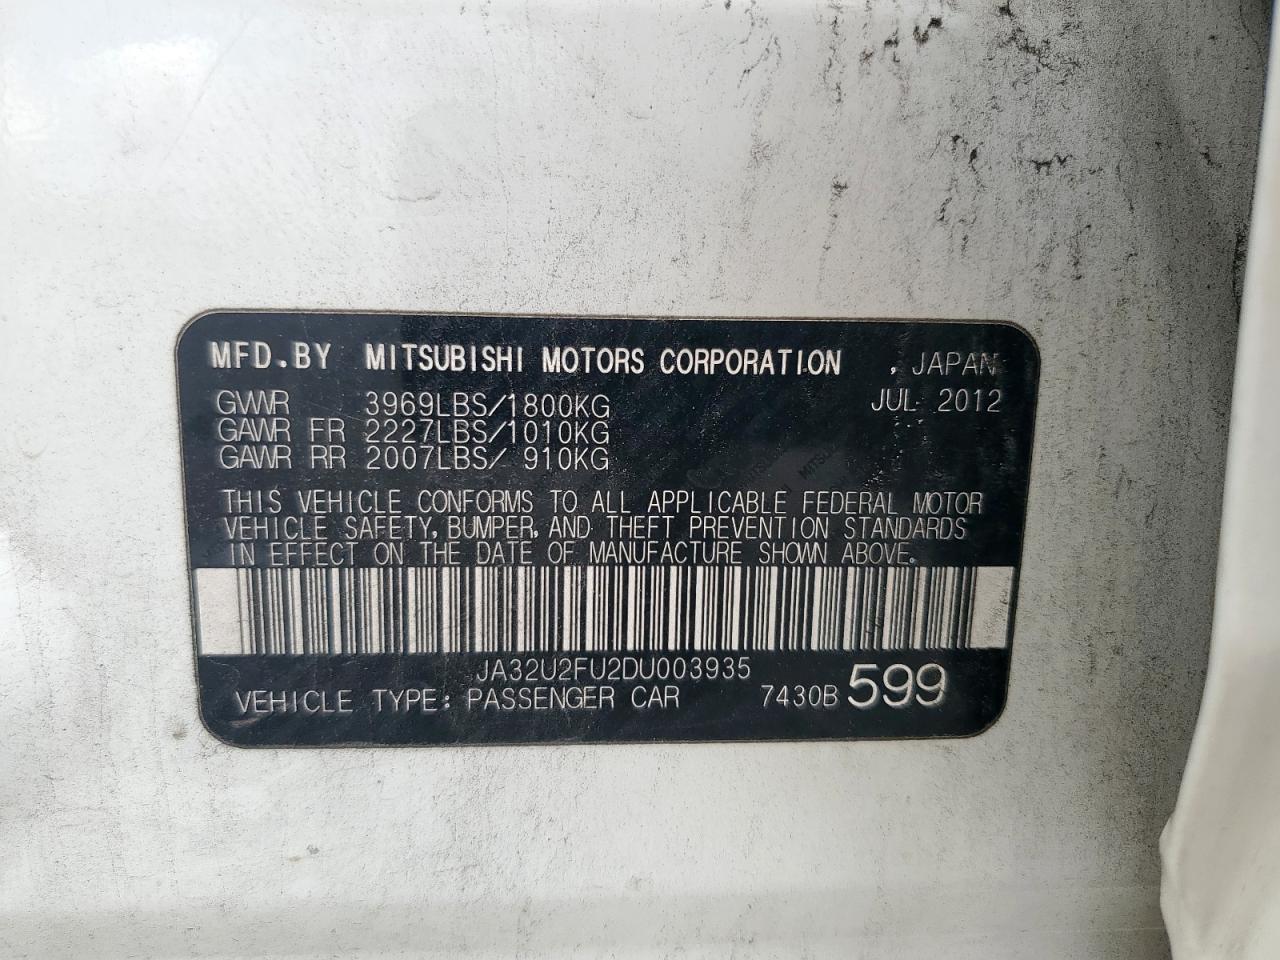 MFD.BY MITSUBISHI MOTORS CORPORATION , JAPAN
GVWR 3969LBS/1800KG JUL 2012
GAWR FR 2227LBS/1010KG
GAWR RR 2007LBS/ 910KG
THIS VEHICLE CONFORMS TO ALL APPLICABLE FEDERAL MOTOR
VEHICLE SAFETY, BUMPER, AND THEFT PREVENTION STANDARDS
IN EFFECT ON THE DATE OF MANUFACTURE SHOWN ABOVE.
JA32U2FU2DU003935
VEHICLE TYPE: PASSENGER CAR 7430B 599